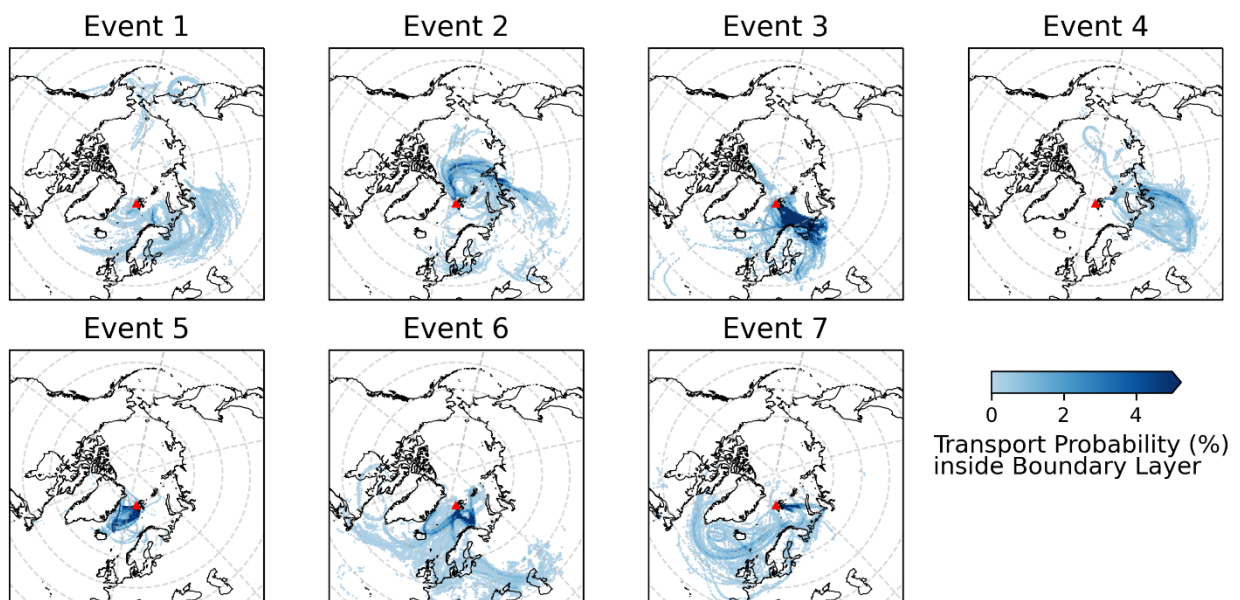 Event 1
Event 2
Event 3
Event 4
Event 5
Event 6
Event 7
0 2 4
Transport Probability (%)
inside Boundary Layer